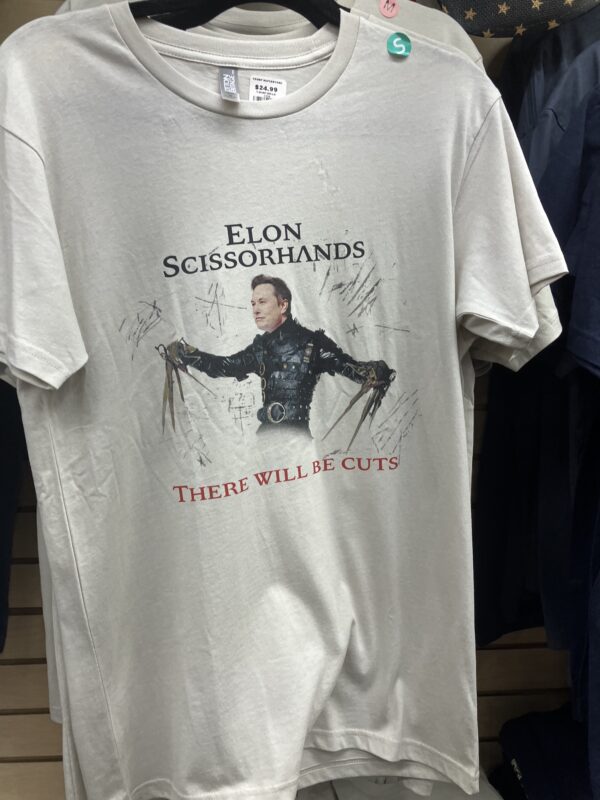 M
S
$24.99
ELON
SCISSORHANDS
THERE WILL BE CUTS